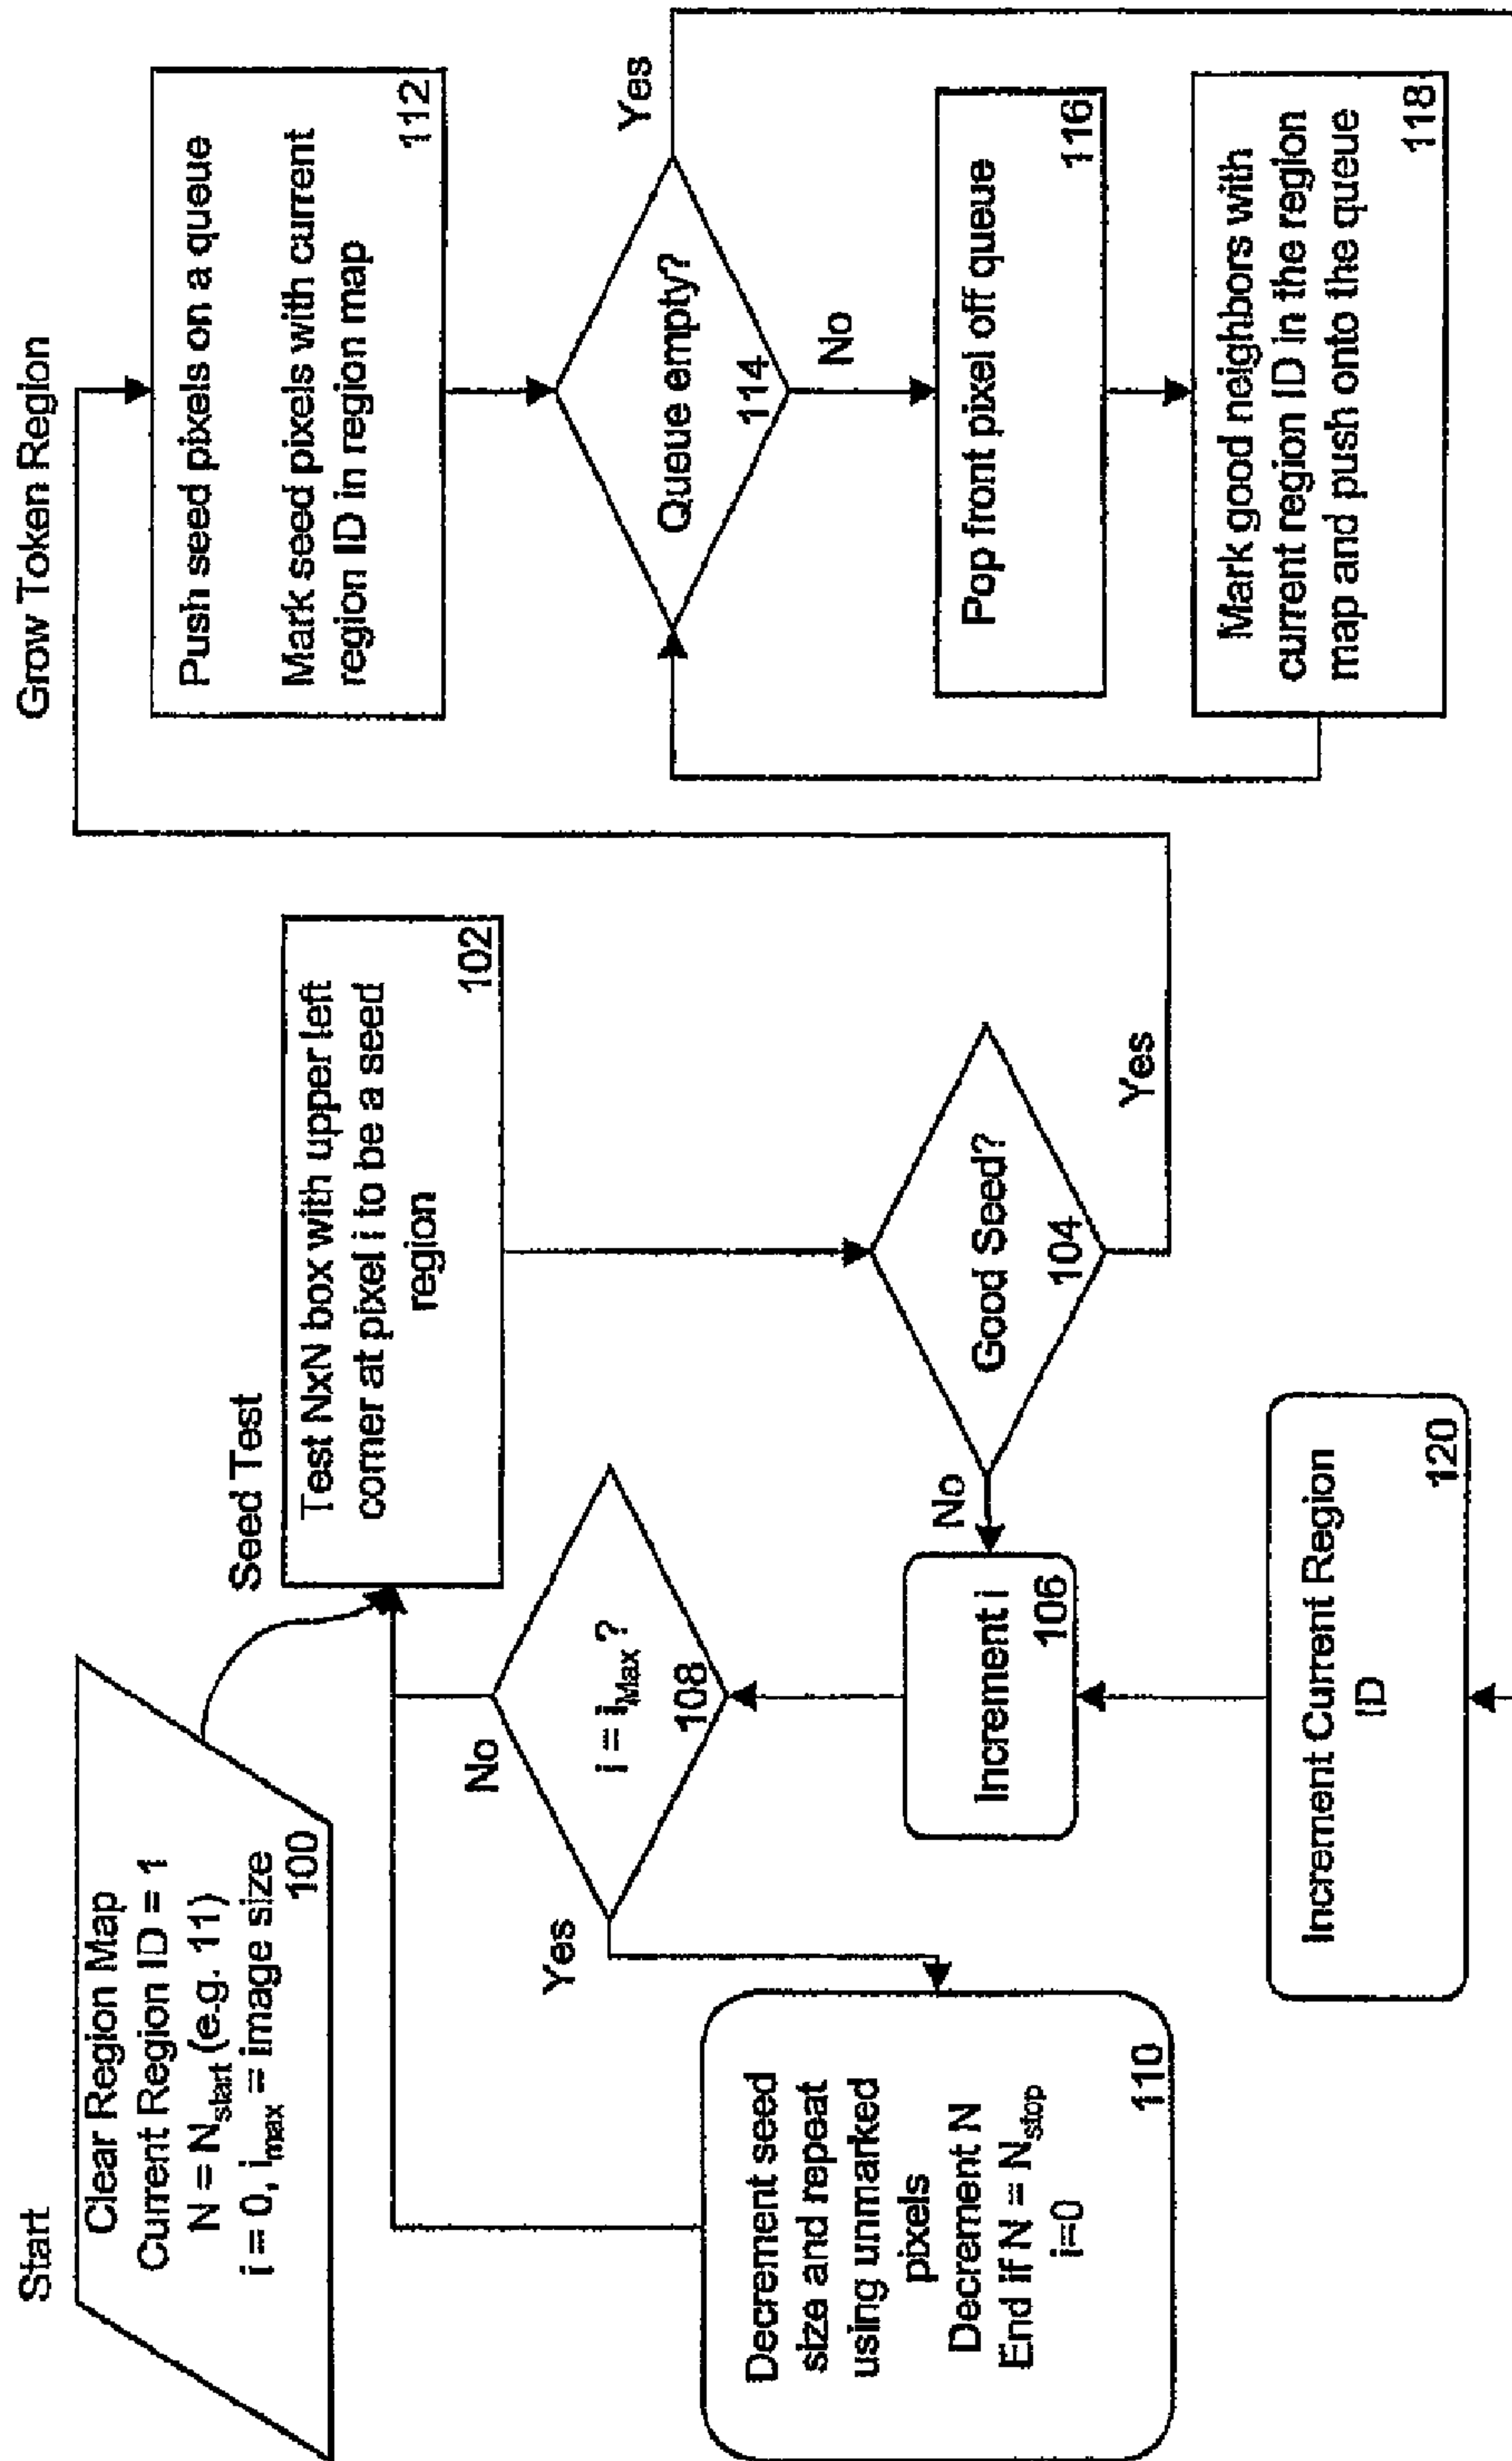 Start
Clear Region Map
Current Region ID = 1
N = Nstart (e.g. 11)
i = 0, imax = image size
100
Seed Test
Test NxN box with upper left
corner at pixel i to be a seed
region
102
Good Seed?
104
No
Yes
Increment i
106
i = iMax?
108
No
Yes
Decrement seed
size and repeat
using unmarked
pixels
Decrement N
End if N = Nstop
i=0
110
Increment Current Region
ID
120
Grow Token Region
Push seed pixels on a queue
Mark seed pixels with current
region ID in region map
112
Queue empty?
114
Yes
No
Pop front pixel off queue
116
Mark good neighbors with
current region ID in the region
map and push onto the queue
118